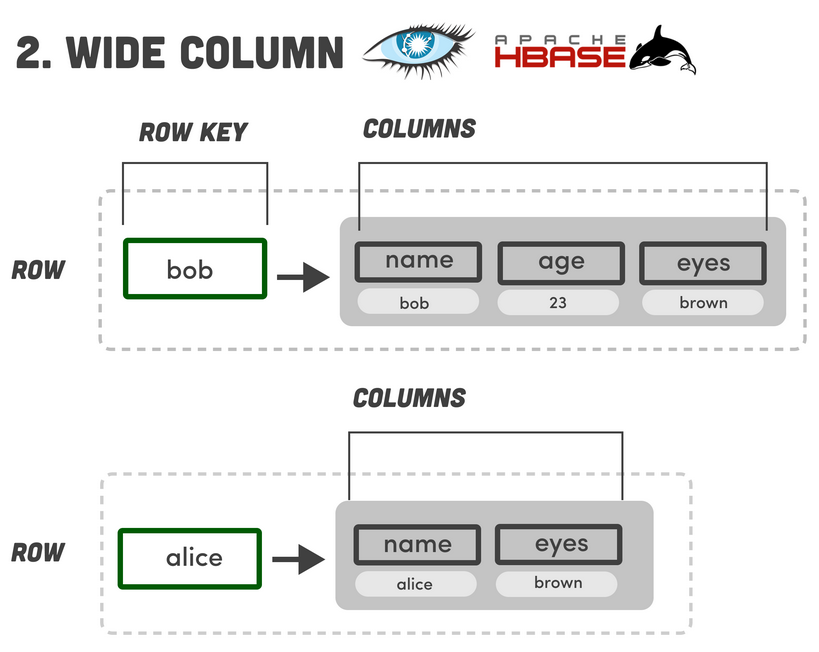 2. WIDE COLUMN
APACHE
HBASE
ROW KEY
COLUMNS
ROW
bob
name
age
eyes
bob
23
brown
COLUMNS
ROW
alice
name
eyes
alice
brown